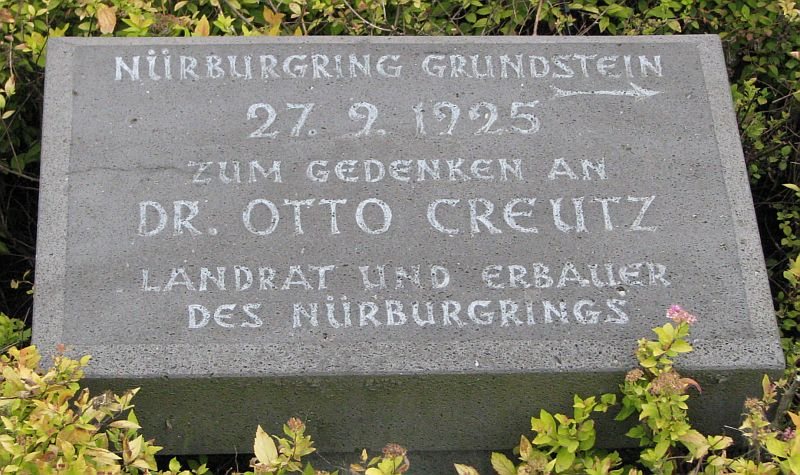 NÜRBURGRING GRUNDSTEIN
27. 9. 1925
ZUM GEDENKEN AN
DR. OTTO CREUTZ
LANDRAT UND ERBAUER
DES NÜRBURGRINGS